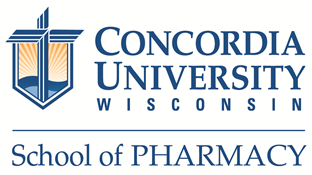 CONCORDIA
UNIVERSITY
WISCONSIN
School of PHARMACY